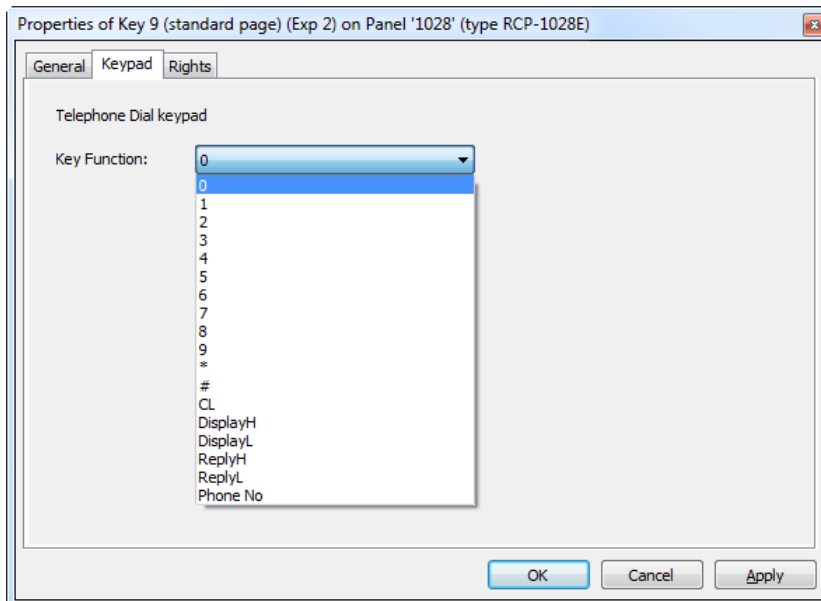 Properties of Key 9 (standard page) (Exp 2) on Panel '1028' (type RCP-1028E)
General Keypad Rights
Telephone Dial keypad
Key Function: 0
0
1
2
3
4
5
6
7
8
9
*
#
CL
DisplayH
DisplayL
ReplyH
ReplyL
Phone No
OK Cancel Apply